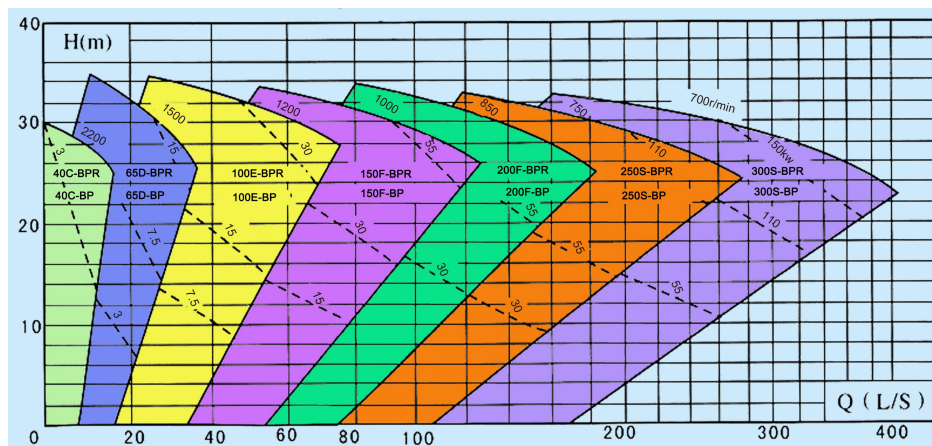 40
H(m)
30
20
10
0
20
40
60
80
100
200
300
400
Q ( L/S )
2200
1500
1200
1000
850
750
700r/min
3
15
30
55
110
150kw
40C-BPR
40C-BP
65D-BPR
65D-BP
100E-BPR
100E-BP
150F-BPR
150F-BP
200F-BPR
200F-BP
250S-BPR
250S-BP
300S-BPR
300S-BP
3
7.5
7.5
15
15
30
30
30
55
55
55
110